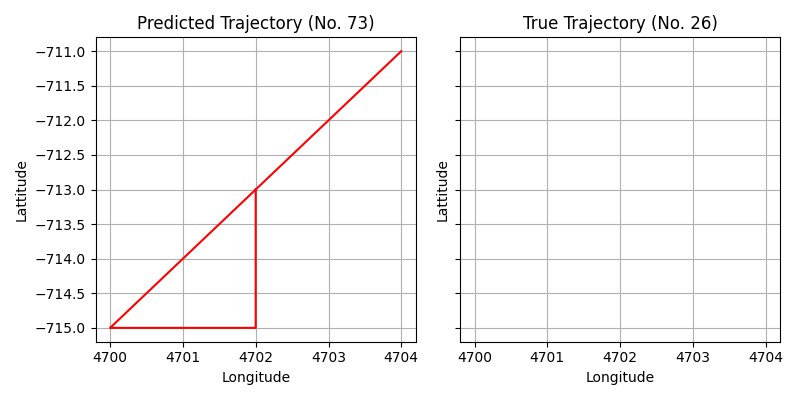 Predicted Trajectory (No. 73)
True Trajectory (No. 26)
−711.0
−711.5
−712.0
−712.5
−713.0
−713.5
−714.0
−714.5
−715.0
Lattitude
Lattitude
4700 4701 4702 4703 4704
4700 4701 4702 4703 4704
Longitude
Longitude